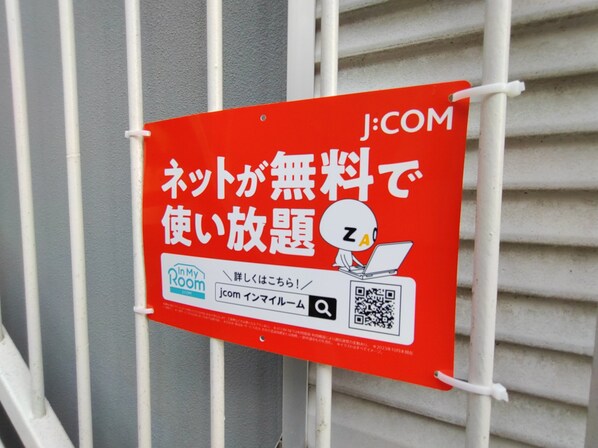 J:COM
ネットが無料で
使い放題
ZAQ
In My
Room
＼詳しくはこちら！／
jcom インマイルーム